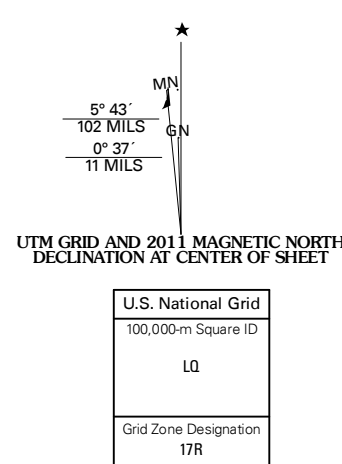 MN
5° 43´
102 MILS
GN
0° 37´
11 MILS
UTM GRID AND 2011 MAGNETIC NORTH
DECLINATION AT CENTER OF SHEET
U.S. National Grid
100,000-m Square ID
LQ
Grid Zone Designation
17R